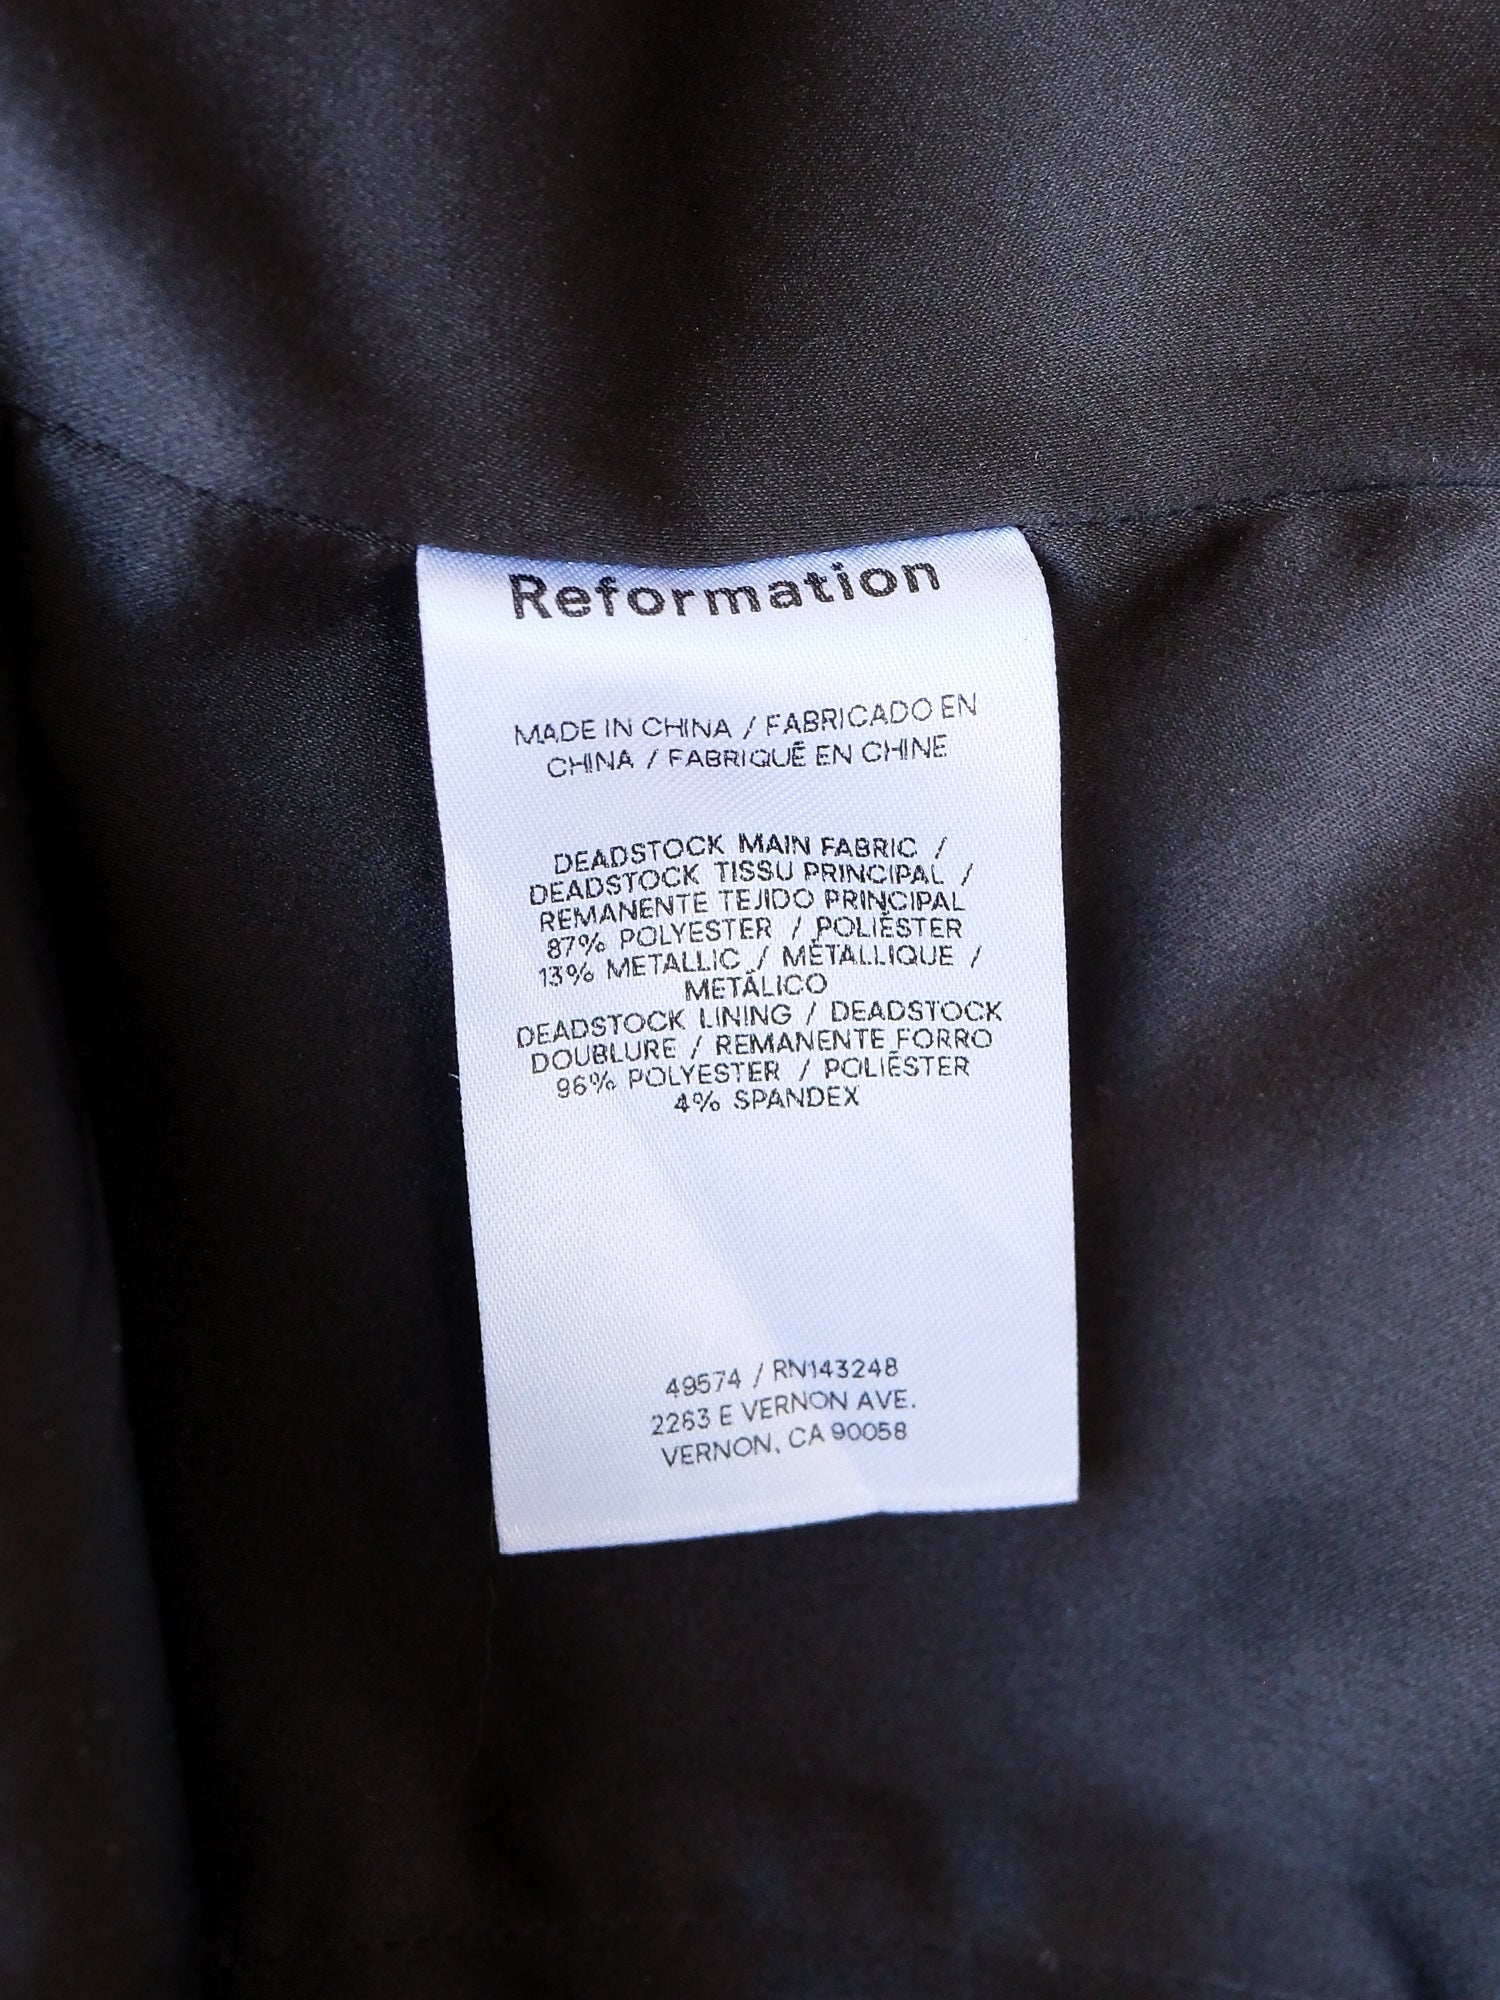 Reformation
MADE IN CHINA / FABRICADO EN
CHINA / FABRIQUÉ EN CHINE
DEADSTOCK MAIN FABRIC /
DEADSTOCK TISSU PRINCIPAL /
REMANENTE TEJIDO PRINCIPAL
87% POLYESTER / POLIÉSTER
13% METALLIC / MÉTALLIQUE /
METÁLICO
DEADSTOCK LINING / DEADSTOCK
DOUBLURE / REMANENTE FORRO
96% POLYESTER / POLIÉSTER
4% SPANDEX
49574 / RN143248
2263 E VERNON AVE.
VERNON, CA 90058